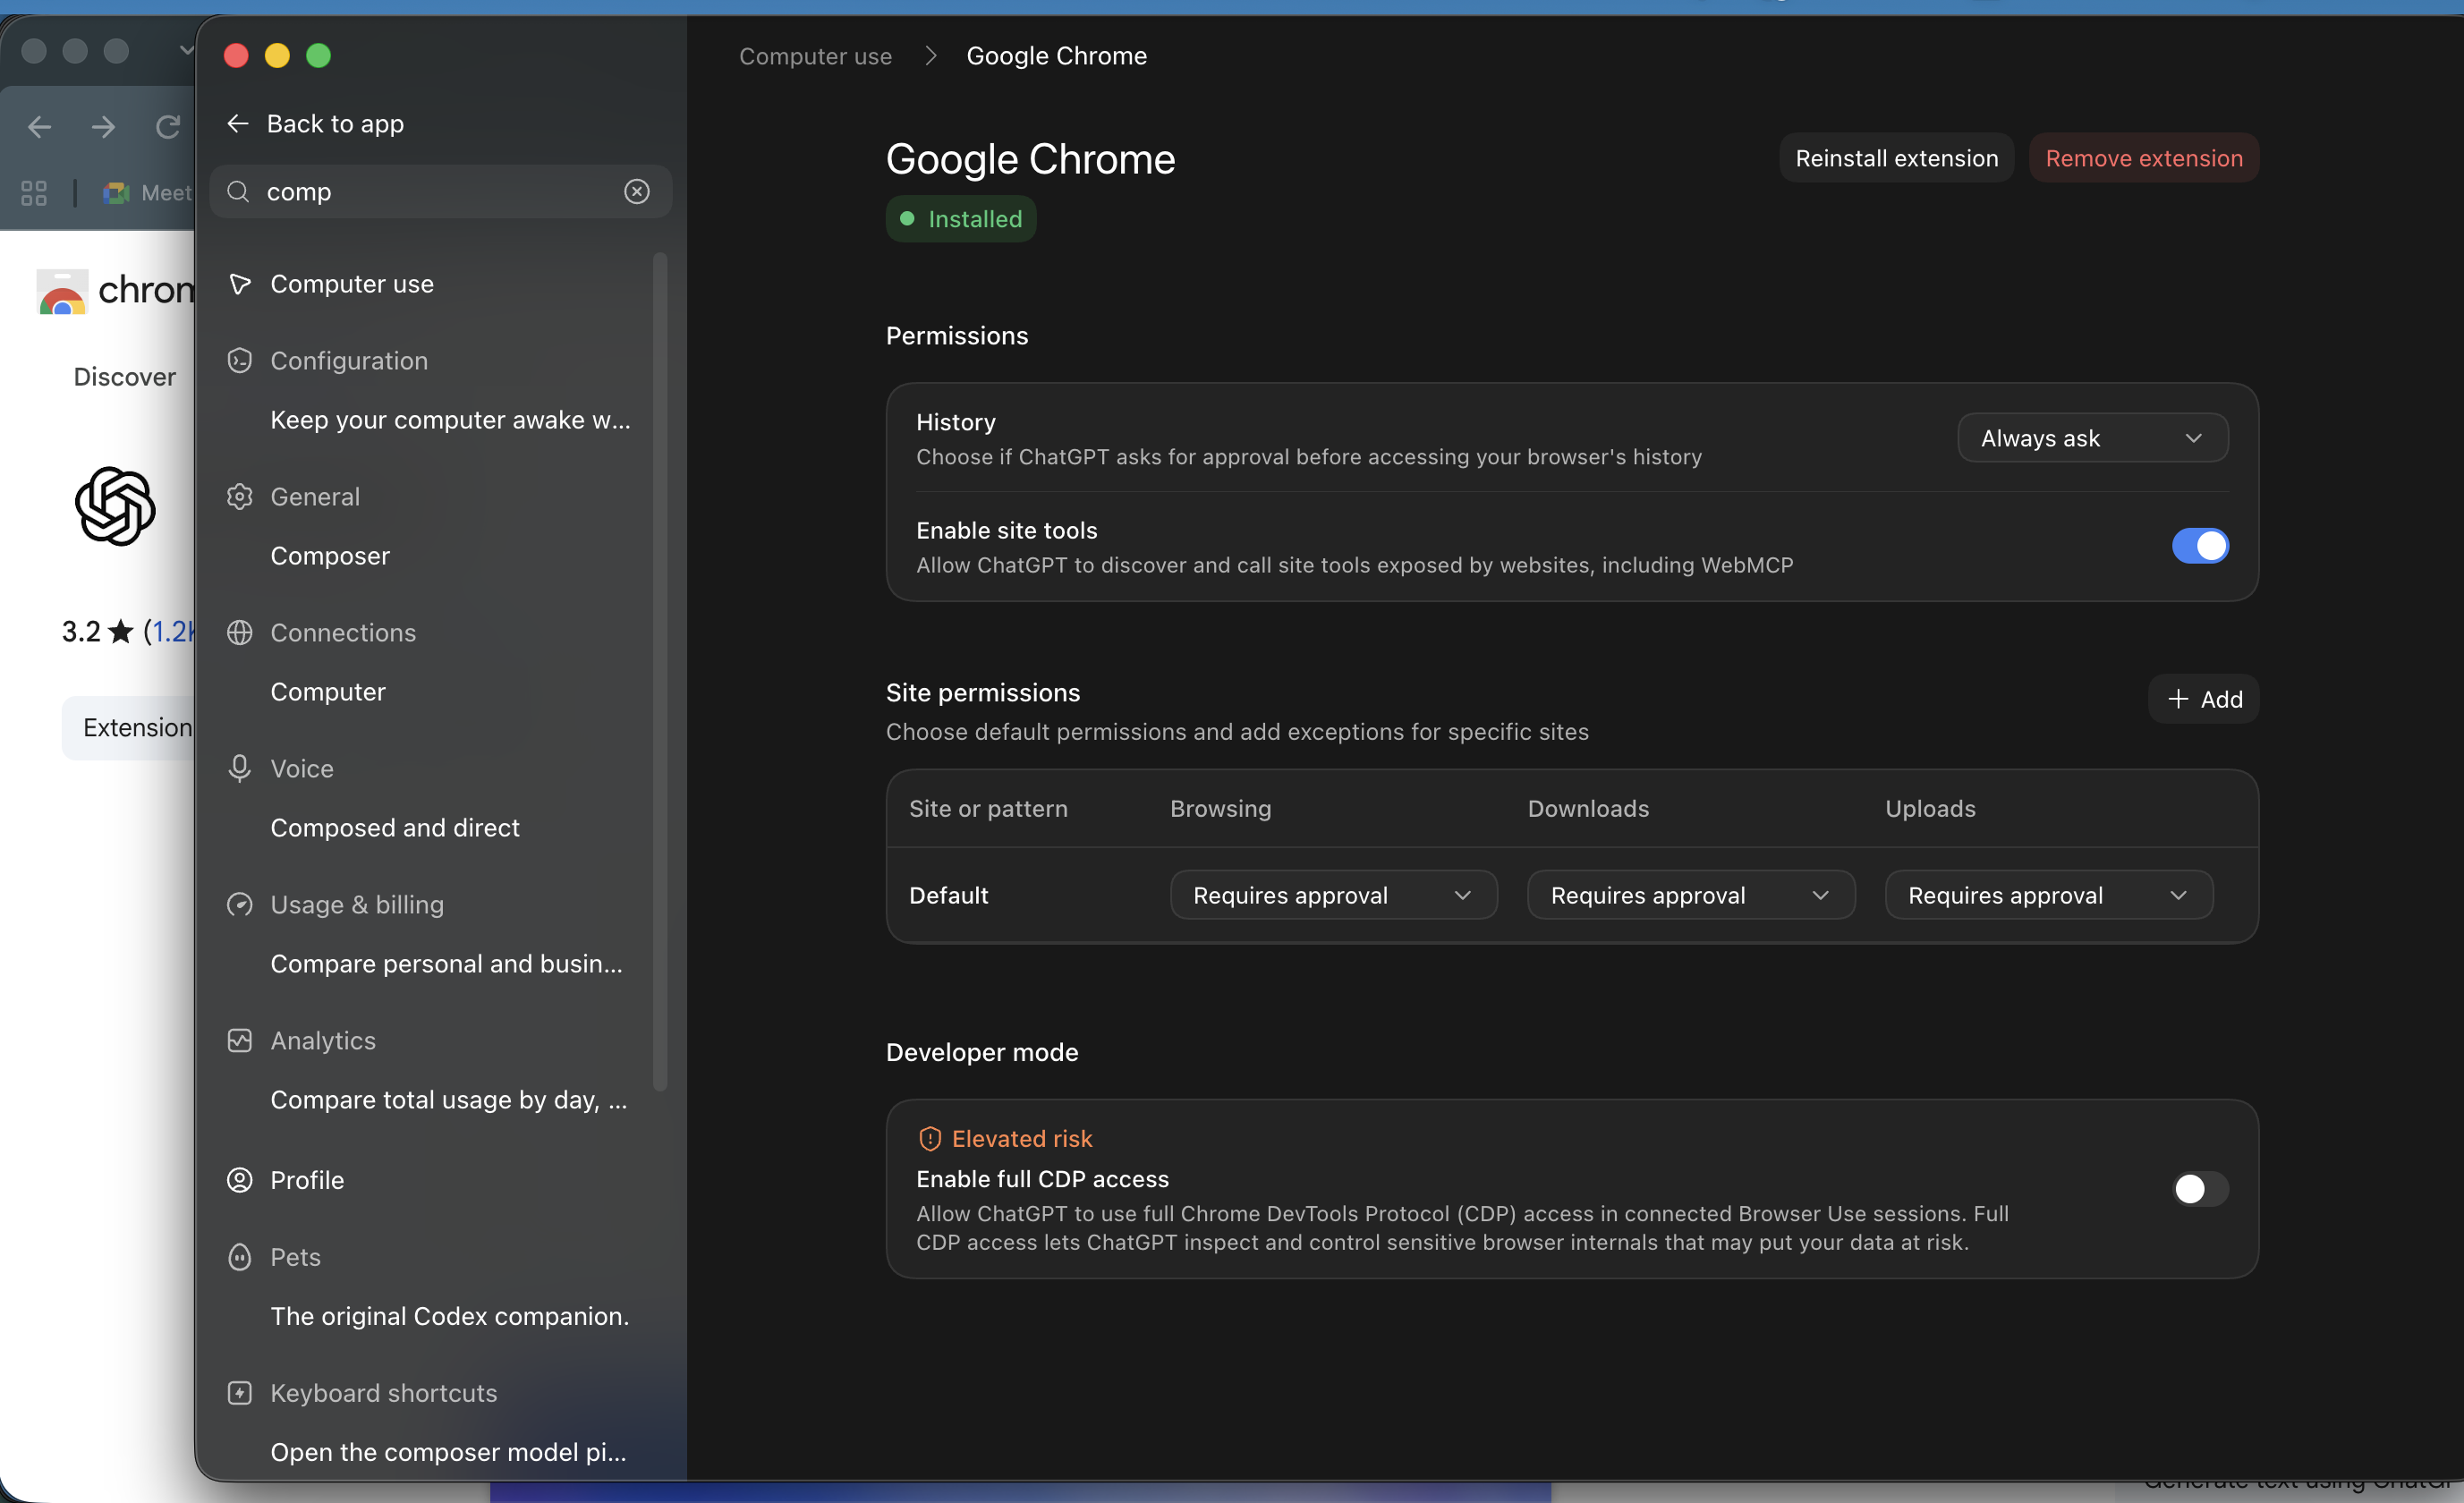 Meet
Discover
3.2 ★ (1.2K
Extension
Back to app
comp
Computer use
Configuration
Keep your computer awake w...
General
Composer
Connections
Computer
Voice
Composed and direct
Usage & billing
Compare personal and busin...
Analytics
Compare total usage by day, ...
Profile
Pets
The original Codex companion.
Keyboard shortcuts
Open the composer model pi...
Computer use > Google Chrome
Google Chrome
Reinstall extension
Remove extension
Installed
Permissions
History
Choose if ChatGPT asks for approval before accessing your browser's history
Always ask
Enable site tools
Allow ChatGPT to discover and call site tools exposed by websites, including WebMCP
Site permissions
Choose default permissions and add exceptions for specific sites
+ Add
Site or pattern Browsing Downloads Uploads
Default Requires approval Requires approval Requires approval
Developer mode
Elevated risk
Enable full CDP access
Allow ChatGPT to use full Chrome DevTools Protocol (CDP) access in connected Browser Use sessions. Full
CDP access lets ChatGPT inspect and control sensitive browser internals that may put your data at risk.